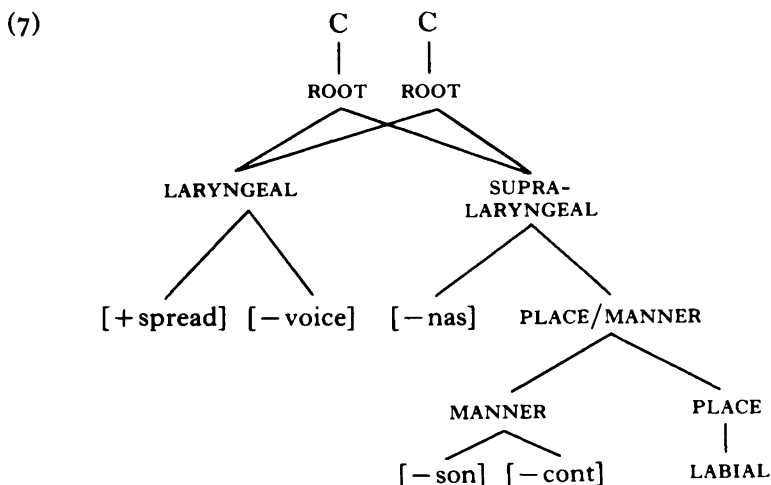 (7) C C
ROOT ROOT
LARYNGEAL SUPRA-
LARYNGEAL
[+spread] [−voice] [−nas] PLACE/MANNER
MANNER PLACE
[−son] [−cont] LABIAL